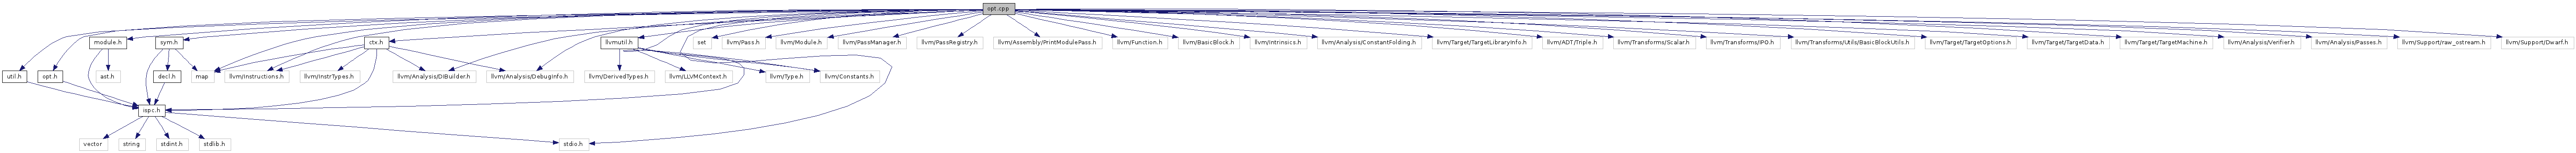 opt.cpp
module.h
sym.h
ctx.h
llvmutil.h
set
llvm/Pass.h
llvm/Module.h
llvm/PassManager.h
llvm/PassRegistry.h
llvm/Assembly/PrintModulePass.h
llvm/Function.h
llvm/BasicBlock.h
llvm/Intrinsics.h
llvm/Analysis/ConstantFolding.h
llvm/Target/TargetLibraryInfo.h
llvm/ADT/Triple.h
llvm/Transforms/Scalar.h
llvm/Transforms/IPO.h
llvm/Transforms/Utils/BasicBlockUtils.h
llvm/Target/TargetOptions.h
llvm/Target/TargetData.h
llvm/Target/TargetMachine.h
llvm/Analysis/Verifier.h
llvm/Analysis/Passes.h
llvm/Support/raw_ostream.h
llvm/Support/Dwarf.h
util.h
opt.h
ast.h
decl.h
map
llvm/Instructions.h
llvm/InstrTypes.h
llvm/Analysis/DIBuilder.h
llvm/Analysis/DebugInfo.h
llvm/DerivedTypes.h
llvm/LLVMContext.h
llvm/Type.h
llvm/Constants.h
ispc.h
vector
string
stdint.h
stdlib.h
stdio.h